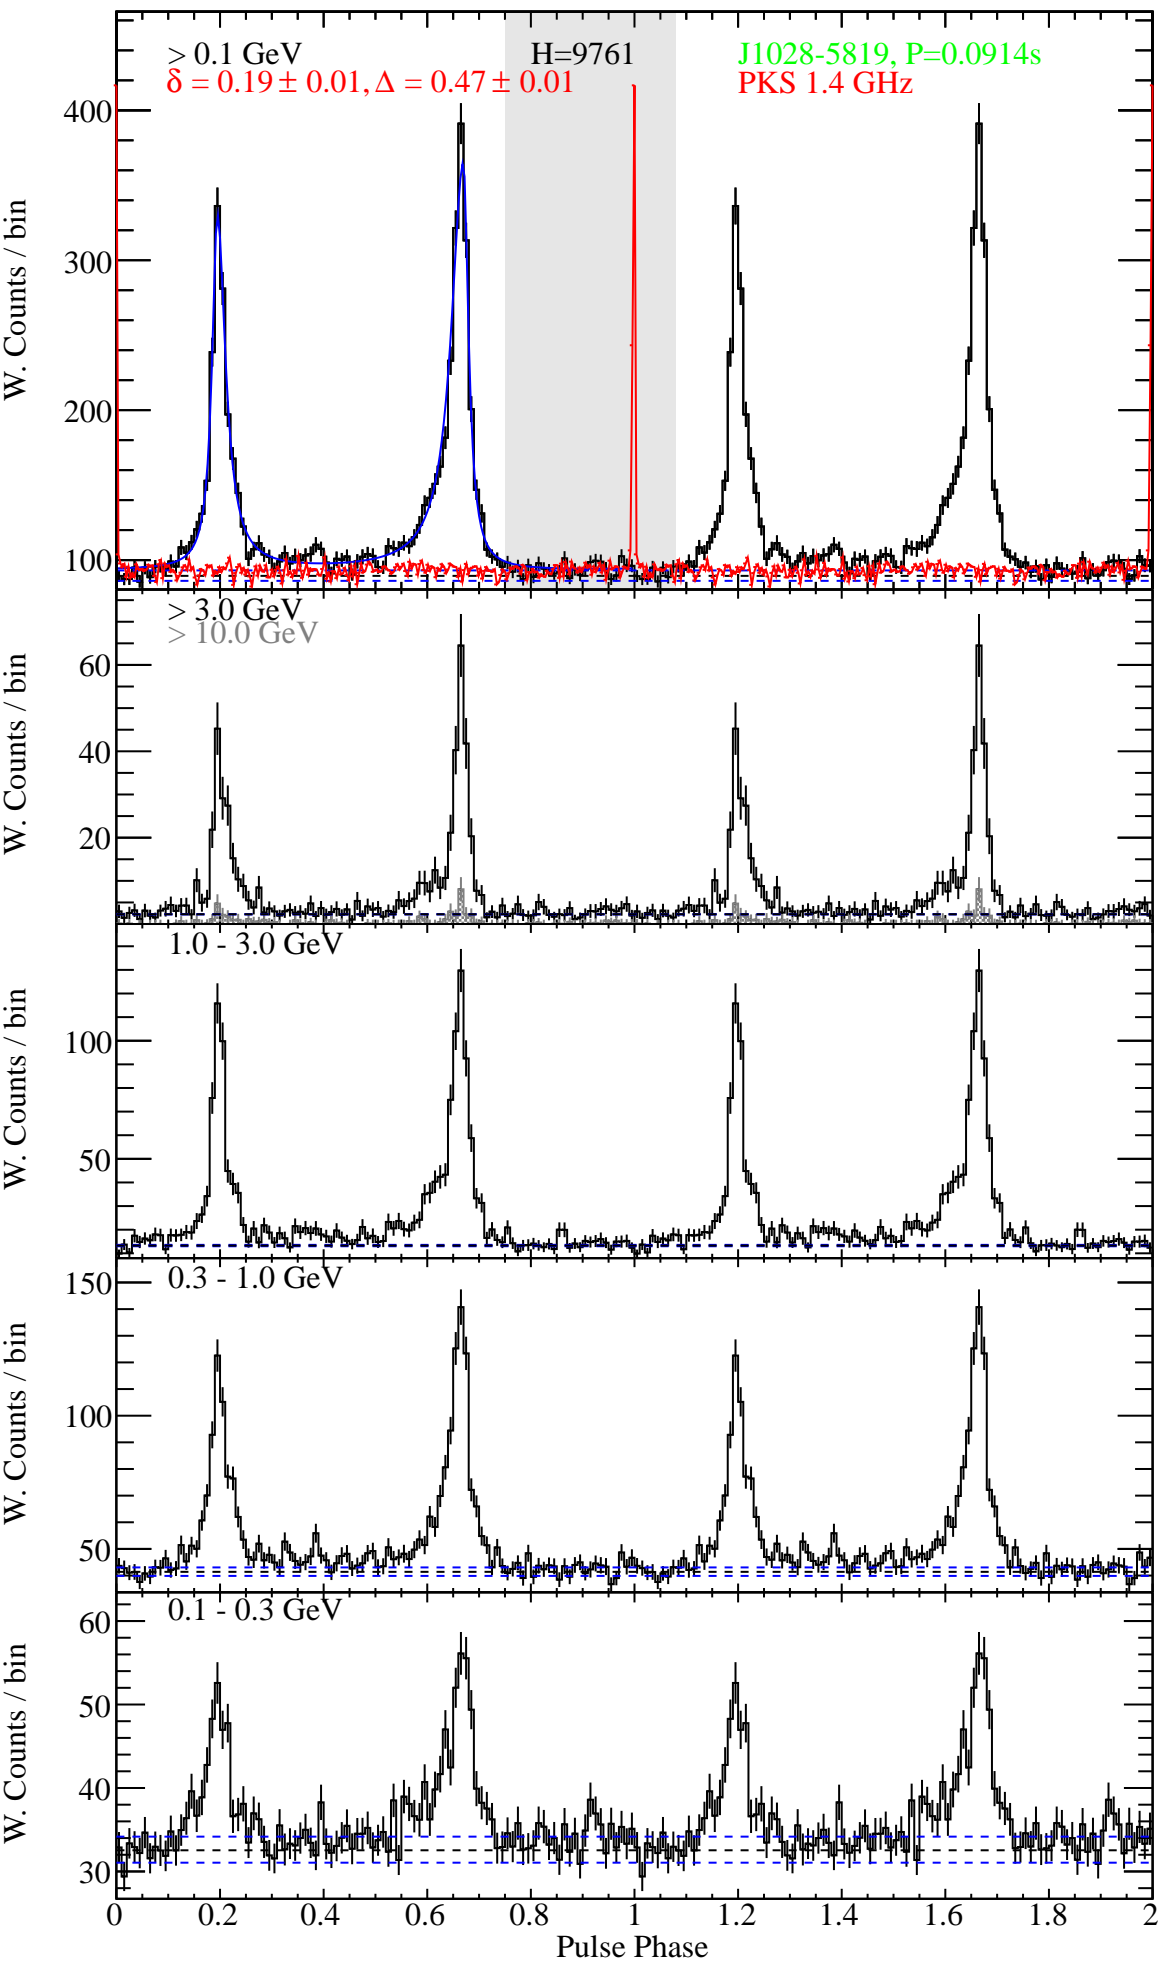 > 0.1 GeV
H=9761
J1028-5819, P=0.0914s
δ = 0.19 ± 0.01, Δ = 0.47 ± 0.01
PKS 1.4 GHz
400
300
200
100
W. Counts / bin
> 3.0 GeV
> 10.0 GeV
60
40
20
W. Counts / bin
1.0 - 3.0 GeV
100
50
W. Counts / bin
0.3 - 1.0 GeV
150
100
50
W. Counts / bin
0.1 - 0.3 GeV
60
50
40
30
W. Counts / bin
0 0.2 0.4 0.6 0.8 1 1.2 1.4 1.6 1.8 2
Pulse Phase